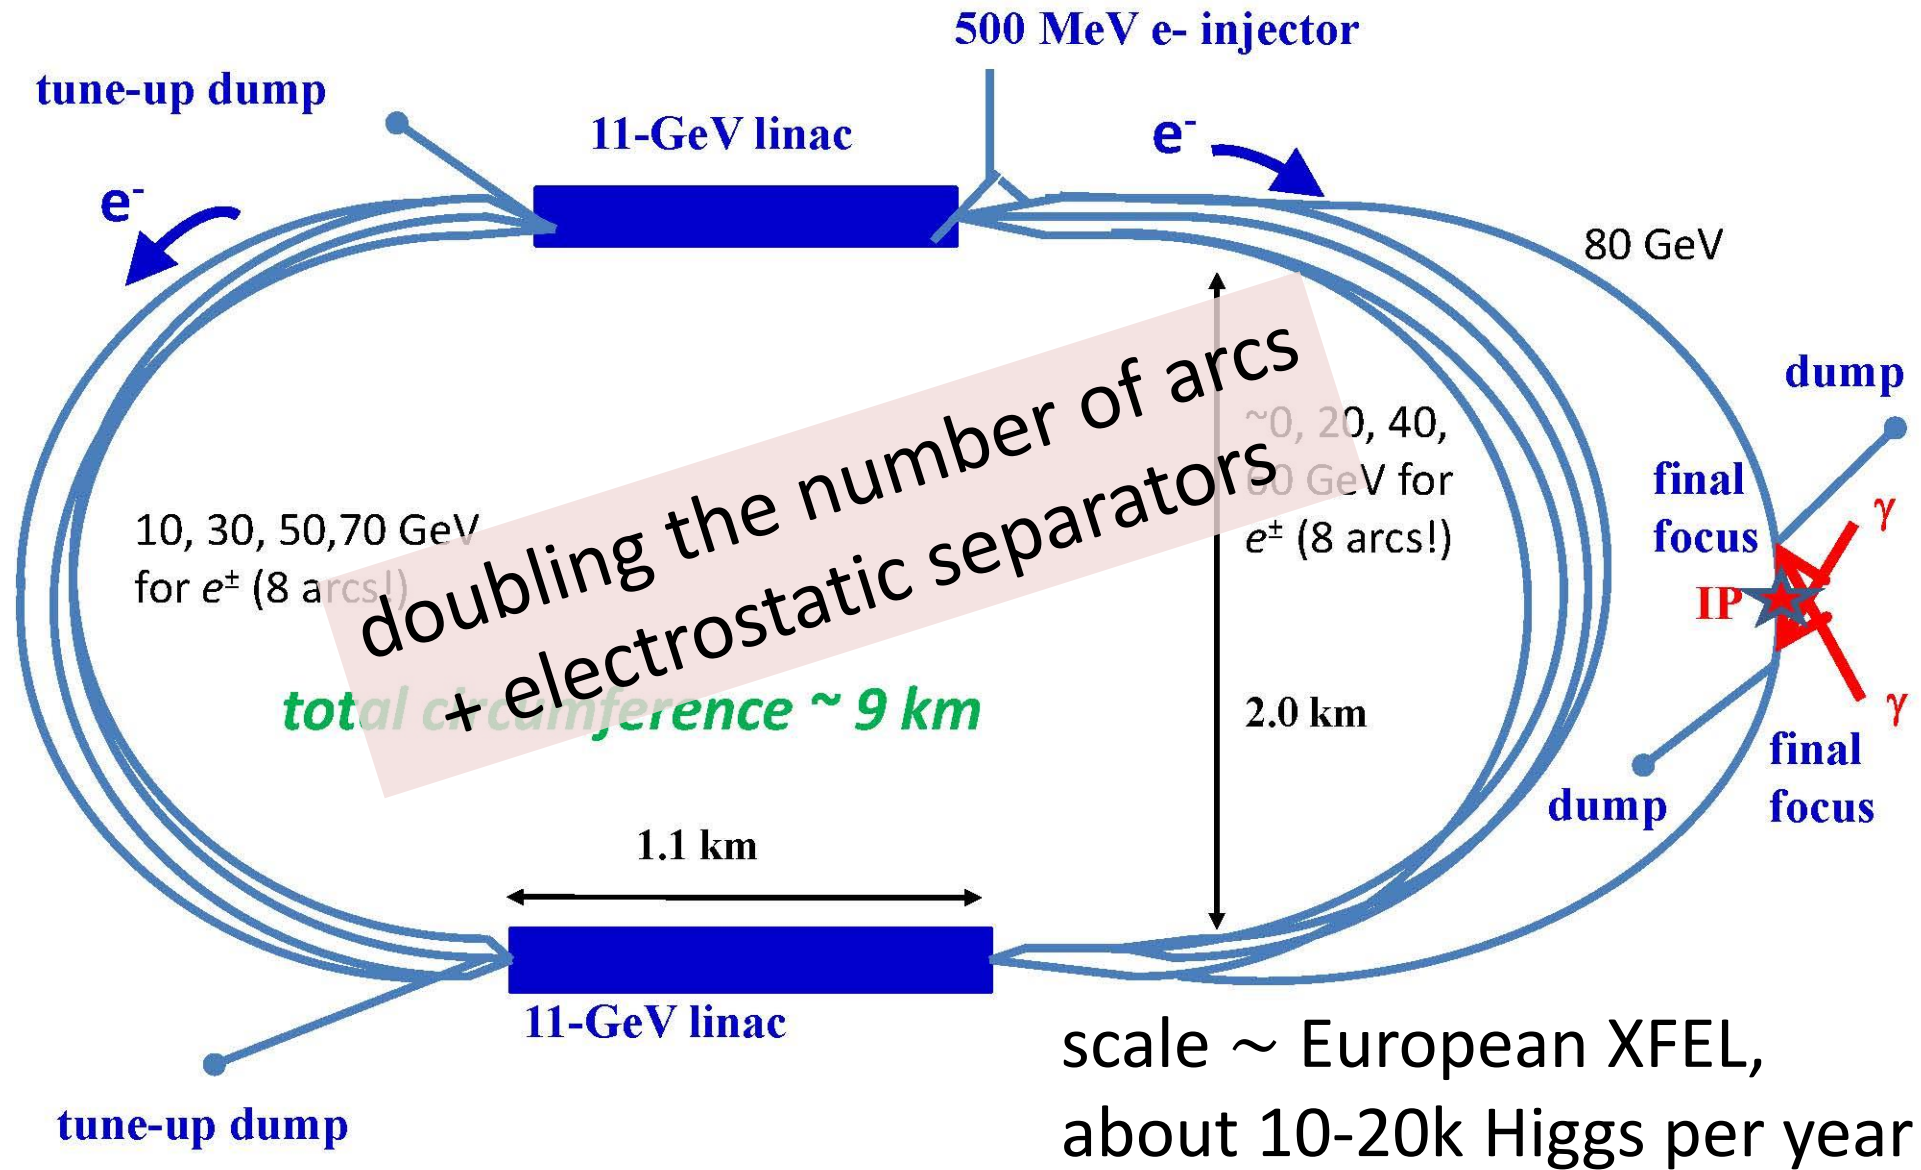 500 MeV e- injector
tune-up dump
11-GeV linac
e-
e-
80 GeV
dump
doubling the number of arcs
+ electrostatic separators
~0, 20, 40,
60 GeV for
e± (8 arcs!)
final
focus
γ
10, 30, 50,70 GeV
for e± (8 arcs!)
IP
total circumference ~ 9 km
2.0 km
γ
final
focus
dump
1.1 km
11-GeV linac
scale ~ European XFEL,
about 10-20k Higgs per year
tune-up dump